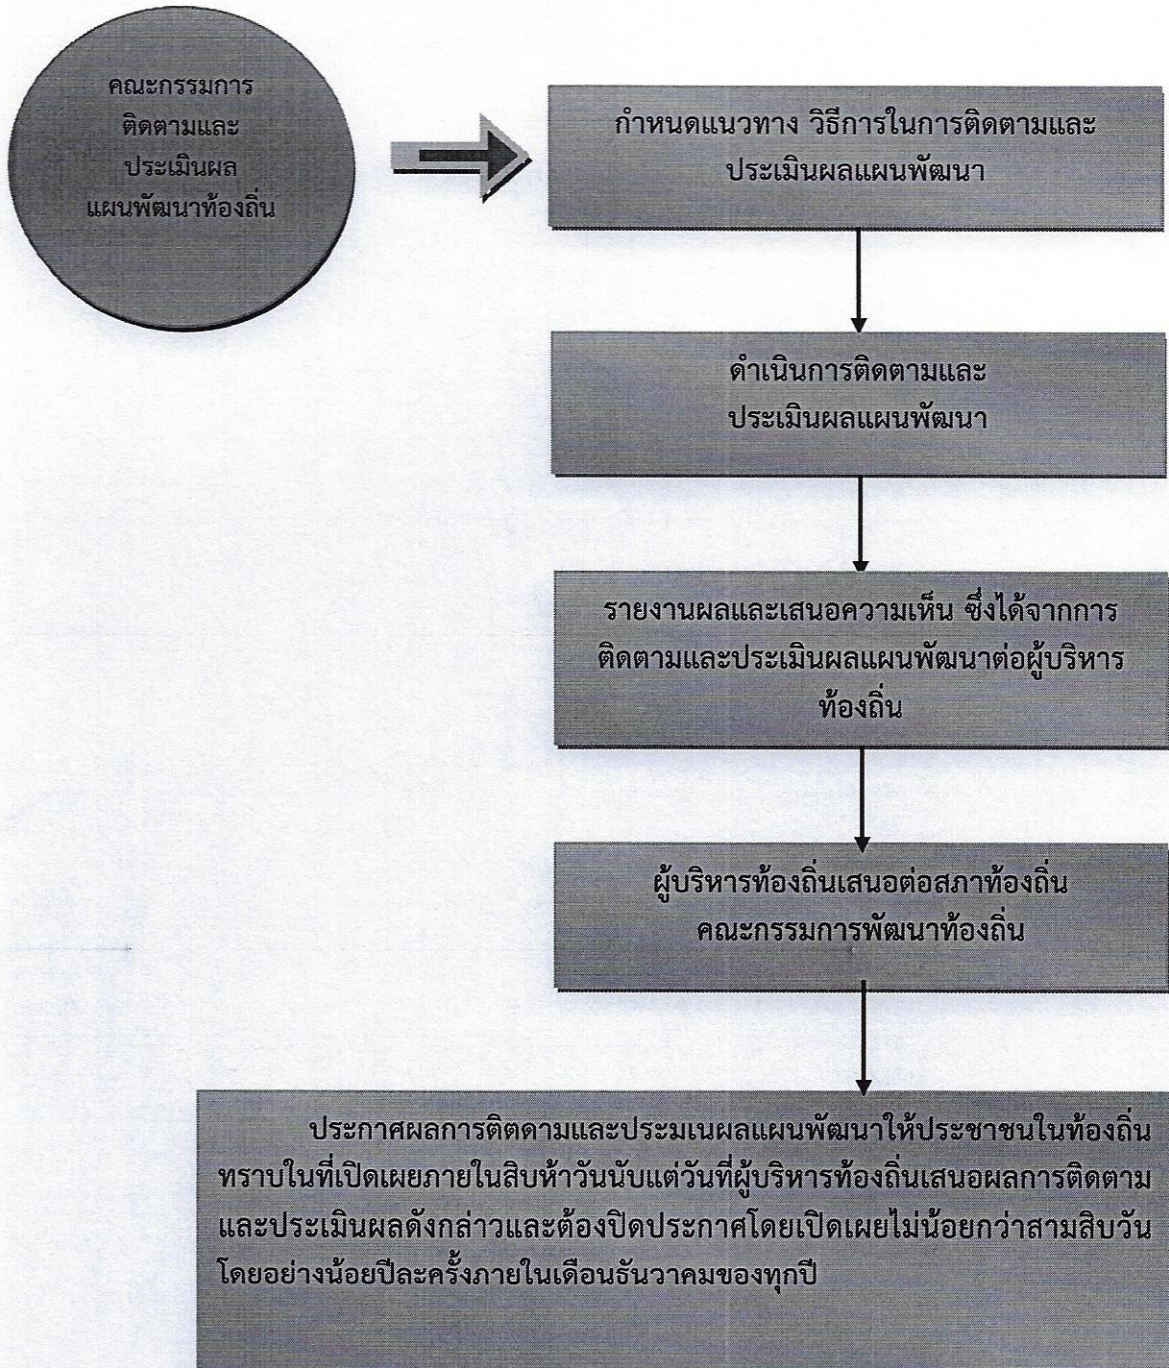 คณะกรรมการ
ติดตามและ
ประเมินผล
แผนพัฒนาท้องถิ่น
กำหนดแนวทาง วิธีการในการติดตามและ
ประเมินผลแผนพัฒนา
ดำเนินการติดตามและ
ประเมินผลแผนพัฒนา
รายงานผลและเสนอความเห็น ซึ่งได้จากการ
ติดตามและประเมินผลแผนพัฒนาต่อผู้บริหาร
ท้องถิ่น
ผู้บริหารท้องถิ่นเสนอต่อสภาท้องถิ่น
คณะกรรมการพัฒนาท้องถิ่น
ประกาศผลการติตดามและประมเนผลแผนพัฒนาให้ประชาชนในท้องถิ่น
ทราบในที่เปิดเผยภายในสิบห้าวันนับแต่วันที่ผู้บริหารท้องถิ่นเสนอผลการติดตาม
และประเมินผลดังกล่าวและต้องปิดประกาศโดยเปิดเผยไม่น้อยกว่าสามสิบวัน
โดยอย่างน้อยปีละครั้งภายในเดือนธันวาคมของทุกปี